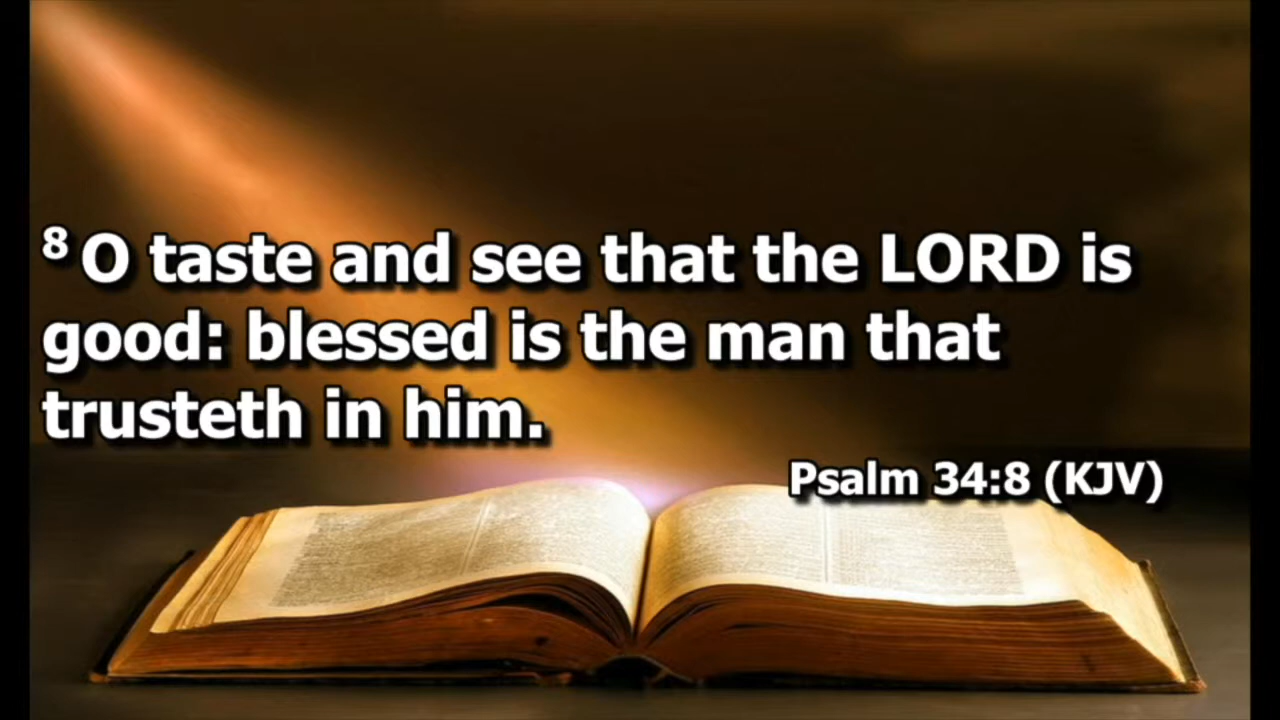 8 O taste and see that the LORD is
good: blessed is the man that
trusteth in him.
Psalm 34:8 (KJV)